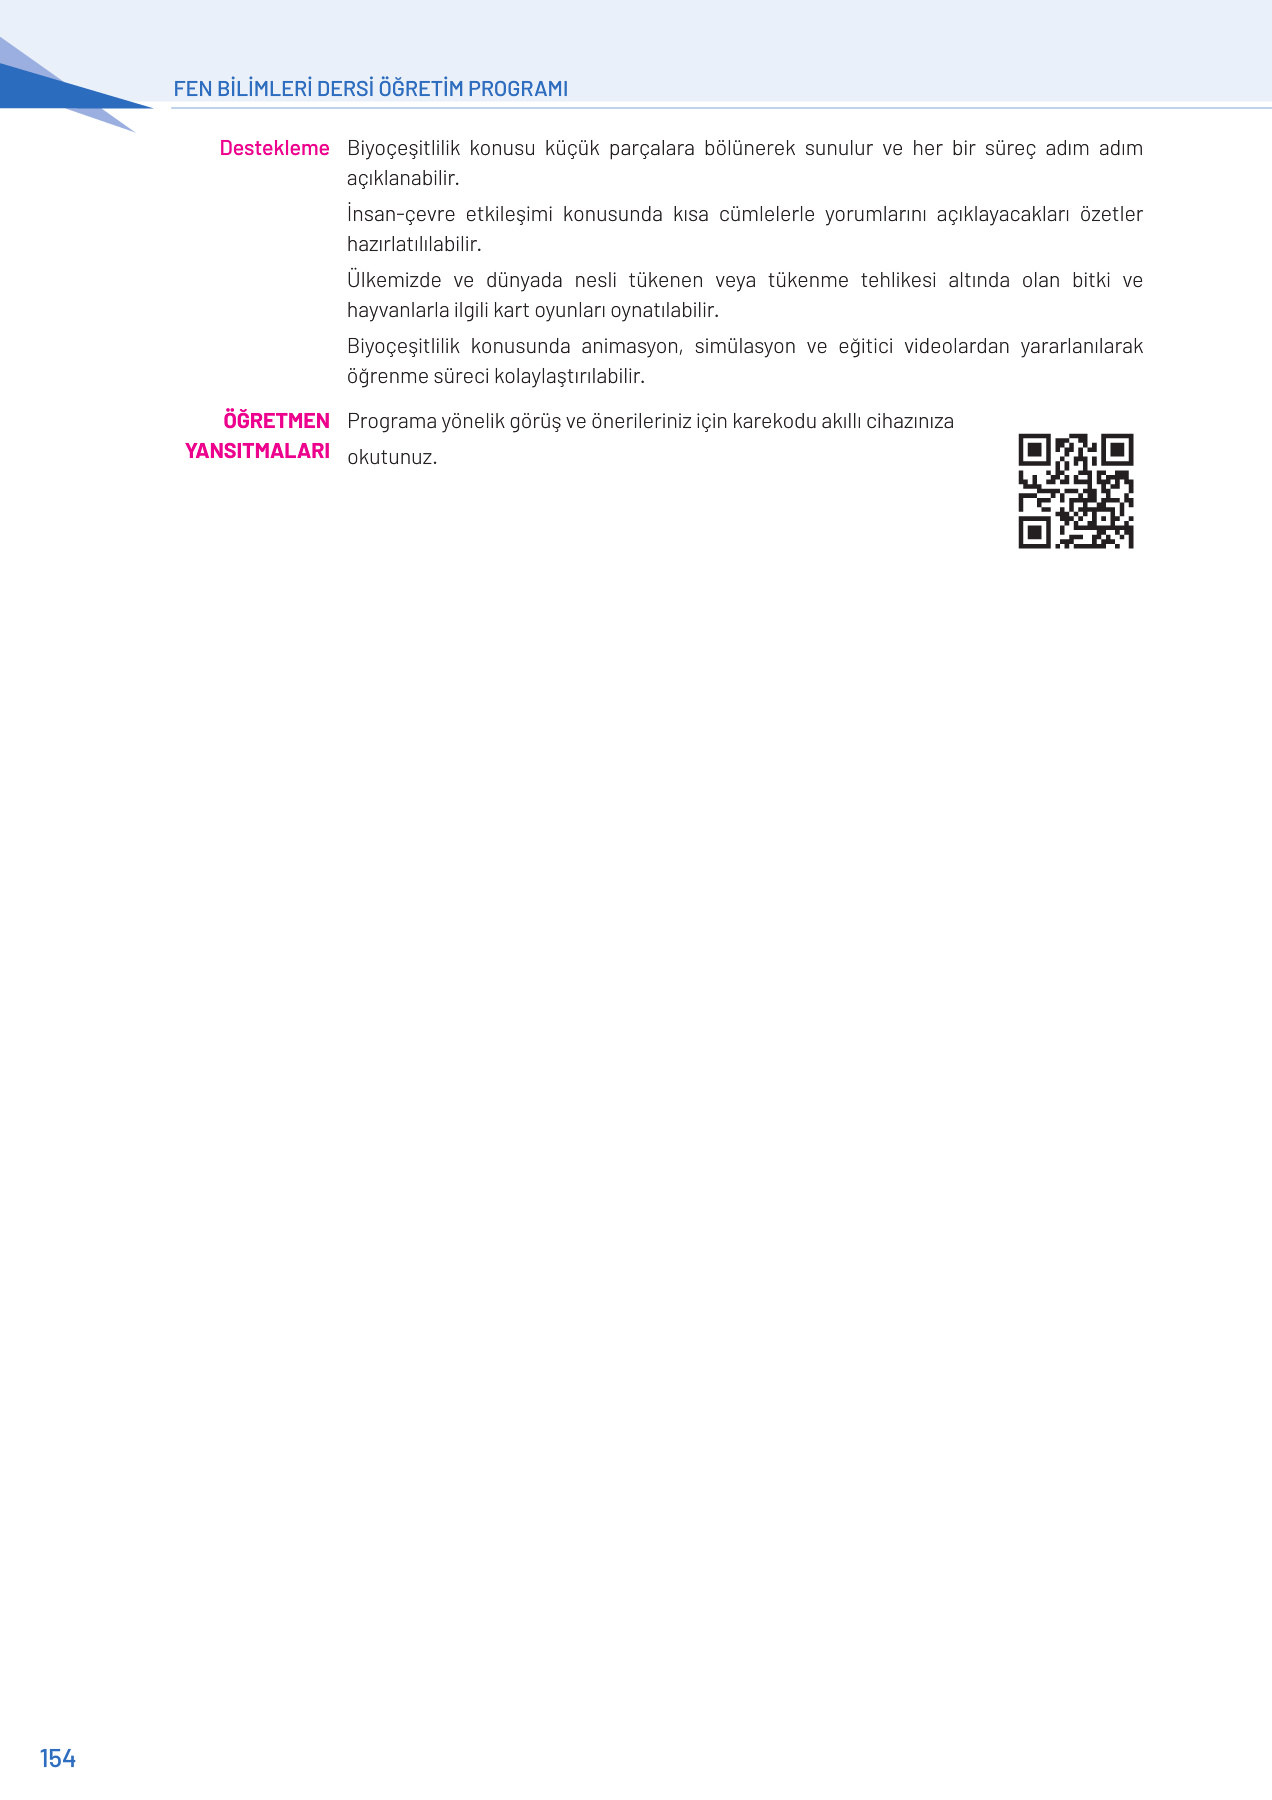 FEN BİLİMLERİ DERSİ ÖĞRETİM PROGRAMI
Destekleme
Biyoçeşitlilik konusu küçük parçalara bölünerek sunulur ve her bir süreç adım adım
açıklanabilir.
İnsan-çevre etkileşimi konusunda kısa cümlelerle yorumlarını açıklayacakları özetler
hazırlatılılabilir.
Ülkemizde ve dünyada nesli tükenen veya tükenme tehlikesi altında olan bitki ve
hayvanlarla ilgili kart oyunları oynatılabilir.
Biyoçeşitlilik konusunda animasyon, simülasyon ve eğitici videolardan yararlanılarak
öğrenme süreci kolaylaştırılabilir.
ÖĞRETMEN
YANSITMALARI
Programa yönelik görüş ve önerileriniz için karekodu akıllı cihazınıza
okutunuz.
154